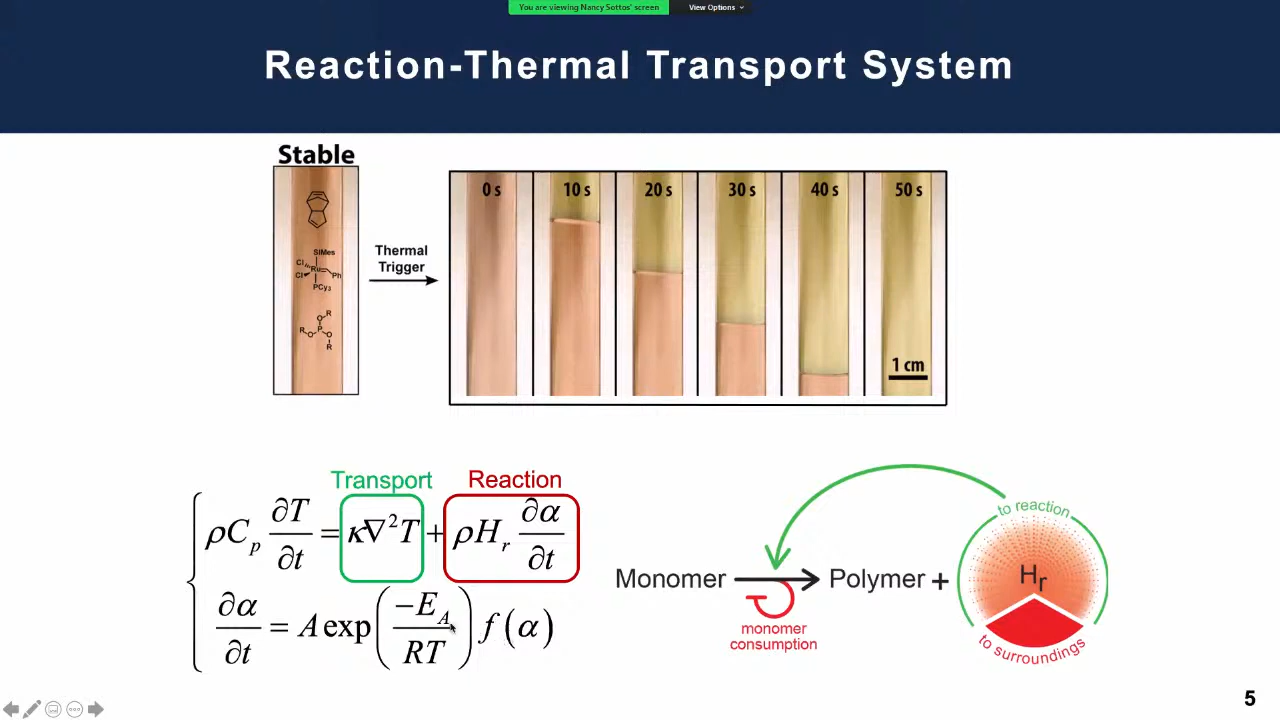 You are viewing Nancy Sottos' screen View Options
Reaction-Thermal Transport System
Stable
SIMes
Cl
Ru
Cl
Ph
PCy₃
R
O
R O P O
R
Thermal
Trigger
0 s 10 s 20 s 30 s 40 s 50 s
1 cm
Transport Reaction
ρC_p ∂T/∂t = κ∇²T + ρH_r ∂α/∂t
∂α/∂t = A exp(−E_A/RT) f(α)
to reaction
Monomer Polymer + H_r
monomer
consumption
to surroundings
5